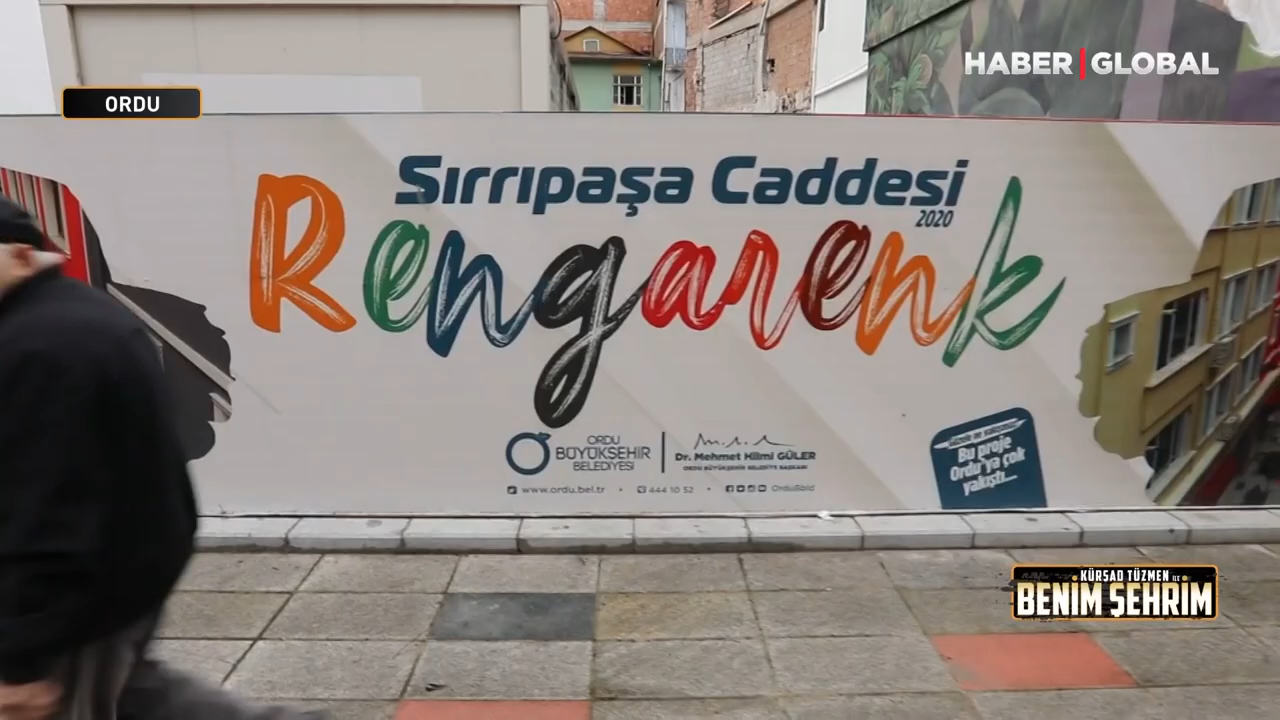 HABER GLOBAL
ORDU
Sırrıpaşa Caddesi
2020
Rengarenk
ORDU
BÜYÜKŞEHİR
BELEDİYESİ
Dr. Mehmet Hilmi GÜLER
ORDU BÜYÜKŞEHİR BELEDİYE BAŞKANI
www.ordu.bel.tr
444 10 52
Bu proje
Ordu'ya çok
yakıştı...
KÜRŞAD TÜZMEN İLE
BENİM ŞEHRİM